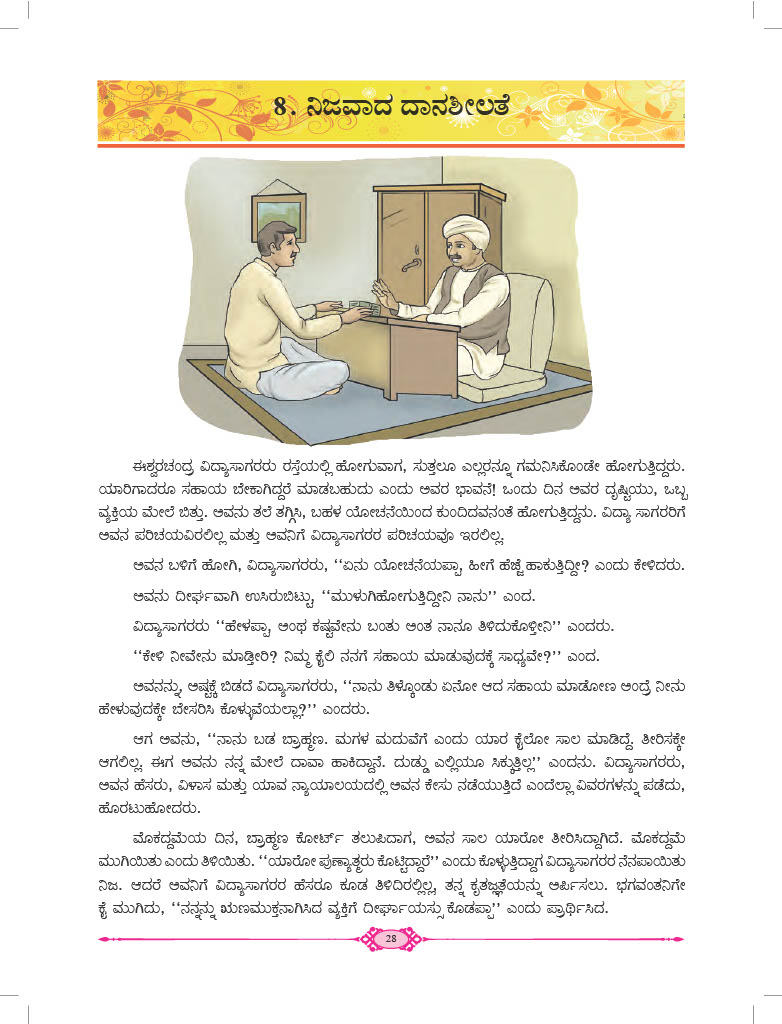 8. ನಿಜವಾದ ದಾನಶೀಲತೆ
ಈಶ್ವರಚಂದ್ರ ವಿದ್ಯಾಸಾಗರರು ರಸ್ತೆಯಲ್ಲಿ ಹೋಗುವಾಗ, ಸುತ್ತಲೂ ಎಲ್ಲರನ್ನೂ ಗಮನಿಸಿಕೊಂಡೇ ಹೋಗುತ್ತಿದ್ದರು.
ಯಾರಿಗಾದರೂ ಸಹಾಯ ಬೇಕಾಗಿದ್ದರೆ ಮಾಡಬಹುದು ಎಂದು ಅವರ ಭಾವನೆ! ಒಂದು ದಿನ ಅವರ ದೃಷ್ಟಿಯು, ಒಬ್ಬ
ವ್ಯಕ್ತಿಯ ಮೇಲೆ ಬಿತ್ತು. ಅವನು ತಲೆ ತಗ್ಗಿಸಿ, ಬಹಳ ಯೋಚನೆಯಿಂದ ಕುಂದಿದವನಂತೆ ಹೋಗುತ್ತಿದ್ದನು. ವಿದ್ಯಾ ಸಾಗರರಿಗೆ
ಅವನ ಪರಿಚಯವಿರಲಿಲ್ಲ ಮತ್ತು ಅವನಿಗೆ ವಿದ್ಯಾಸಾಗರರ ಪರಿಚಯವೂ ಇರಲಿಲ್ಲ.
ಅವನ ಬಳಿಗೆ ಹೋಗಿ, ವಿದ್ಯಾಸಾಗರರು, ‘‘ಏನು ಯೋಚನೆಯಪ್ಪಾ, ಹೀಗೆ ಹೆಜ್ಜೆ ಹಾಕುತ್ತಿದ್ದೀ? ಎಂದು ಕೇಳಿದರು.
ಅವನು ದೀರ್ಘವಾಗಿ ಉಸಿರುಬಿಟ್ಟು, ‘‘ಮುಳುಗಿಹೋಗುತ್ತಿದ್ದೀನಿ ನಾನು’’ ಎಂದ.
ವಿದ್ಯಾಸಾಗರರು ‘‘ಹೇಳಪ್ಪಾ, ಅಂಥ ಕಷ್ಟವೇನು ಬಂತು ಅಂತ ನಾನೂ ತಿಳಿದುಕೊಳ್ತೀನಿ’’ ಎಂದರು.
‘‘ಕೇಳಿ ನೀವೇನು ಮಾಡ್ತೀರಿ? ನಿಮ್ಮ ಕೈಲಿ ನನಗೆ ಸಹಾಯ ಮಾಡುವುದಕ್ಕೆ ಸಾಧ್ಯವೇ?’’ ಎಂದ.
ಅವನನ್ನು, ಅಷ್ಟಕ್ಕೆ ಬಿಡದೆ ವಿದ್ಯಾಸಾಗರರು, ‘‘ನಾನು ತಿಳ್ಕೊಂಡು ಏನೋ ಆದ ಸಹಾಯ ಮಾಡೋಣ ಅಂದ್ರೆ ನೀನು
ಹೇಳುವುದಕ್ಕೇ ಬೇಸರಿಸಿ ಕೊಳ್ಳುವೆಯಲ್ಲಾ?’’ ಎಂದರು.
ಆಗ ಅವನು, ‘‘ನಾನು ಬಡ ಬ್ರಾಹ್ಮಣ. ಮಗಳ ಮದುವೆಗೆ ಎಂದು ಯಾರ ಕೈಲೋ ಸಾಲ ಮಾಡಿದ್ದೆ. ತೀರಿಸಕ್ಕೇ
ಆಗಲಿಲ್ಲ. ಈಗ ಅವನು ನನ್ನ ಮೇಲೆ ದಾವಾ ಹಾಕಿದ್ದಾನೆ. ದುಡ್ಡು ಎಲ್ಲಿಯೂ ಸಿಕ್ಕುತ್ತಿಲ್ಲ’’ ಎಂದನು. ವಿದ್ಯಾಸಾಗರರು,
ಅವನ ಹೆಸರು, ವಿಳಾಸ ಮತ್ತು ಯಾವ ನ್ಯಾಯಾಲಯದಲ್ಲಿ ಅವನ ಕೇಸು ನಡೆಯುತ್ತಿದೆ ಎಂದೆಲ್ಲಾ ವಿವರಗಳನ್ನು ಪಡೆದು,
ಹೊರಟುಹೋದರು.
ಮೊಕದ್ದಮೆಯ ದಿನ, ಬ್ರಾಹ್ಮಣ ಕೋರ್ಟ್ ತಲುಪಿದಾಗ, ಅವನ ಸಾಲ ಯಾರೋ ತೀರಿಸಿದ್ದಾಗಿದೆ. ಮೊಕದ್ದಮೆ
ಮುಗಿಯಿತು ಎಂದು ತಿಳಿಯಿತು. ‘‘ಯಾರೋ ಪುಣ್ಯಾತ್ಮರು ಕೊಟ್ಟಿದ್ದಾರೆ’’ ಎಂದು ಕೊಳ್ಳುತ್ತಿದ್ದಾಗ ವಿದ್ಯಾಸಾಗರರ ನೆನಪಾಯಿತು
ನಿಜ. ಆದರೆ ಅವನಿಗೆ ವಿದ್ಯಾಸಾಗರರ ಹೆಸರೂ ಕೂಡ ತಿಳಿದಿರಲ್ಲಿಲ್ಲ, ತನ್ನ ಕೃತಜ್ಞತೆಯನ್ನು ಅರ್ಪಿಸಲು. ಭಗವಂತನಿಗೇ
ಕೈ ಮುಗಿದು, ‘‘ನನ್ನನ್ನು ಋಣಮುಕ್ತನಾಗಿಸಿದ ವ್ಯಕ್ತಿಗೆ ದೀರ್ಘಾಯಸ್ಸು ಕೊಡಪ್ಪಾ’’ ಎಂದು ಪ್ರಾರ್ಥಿಸಿದ.
28